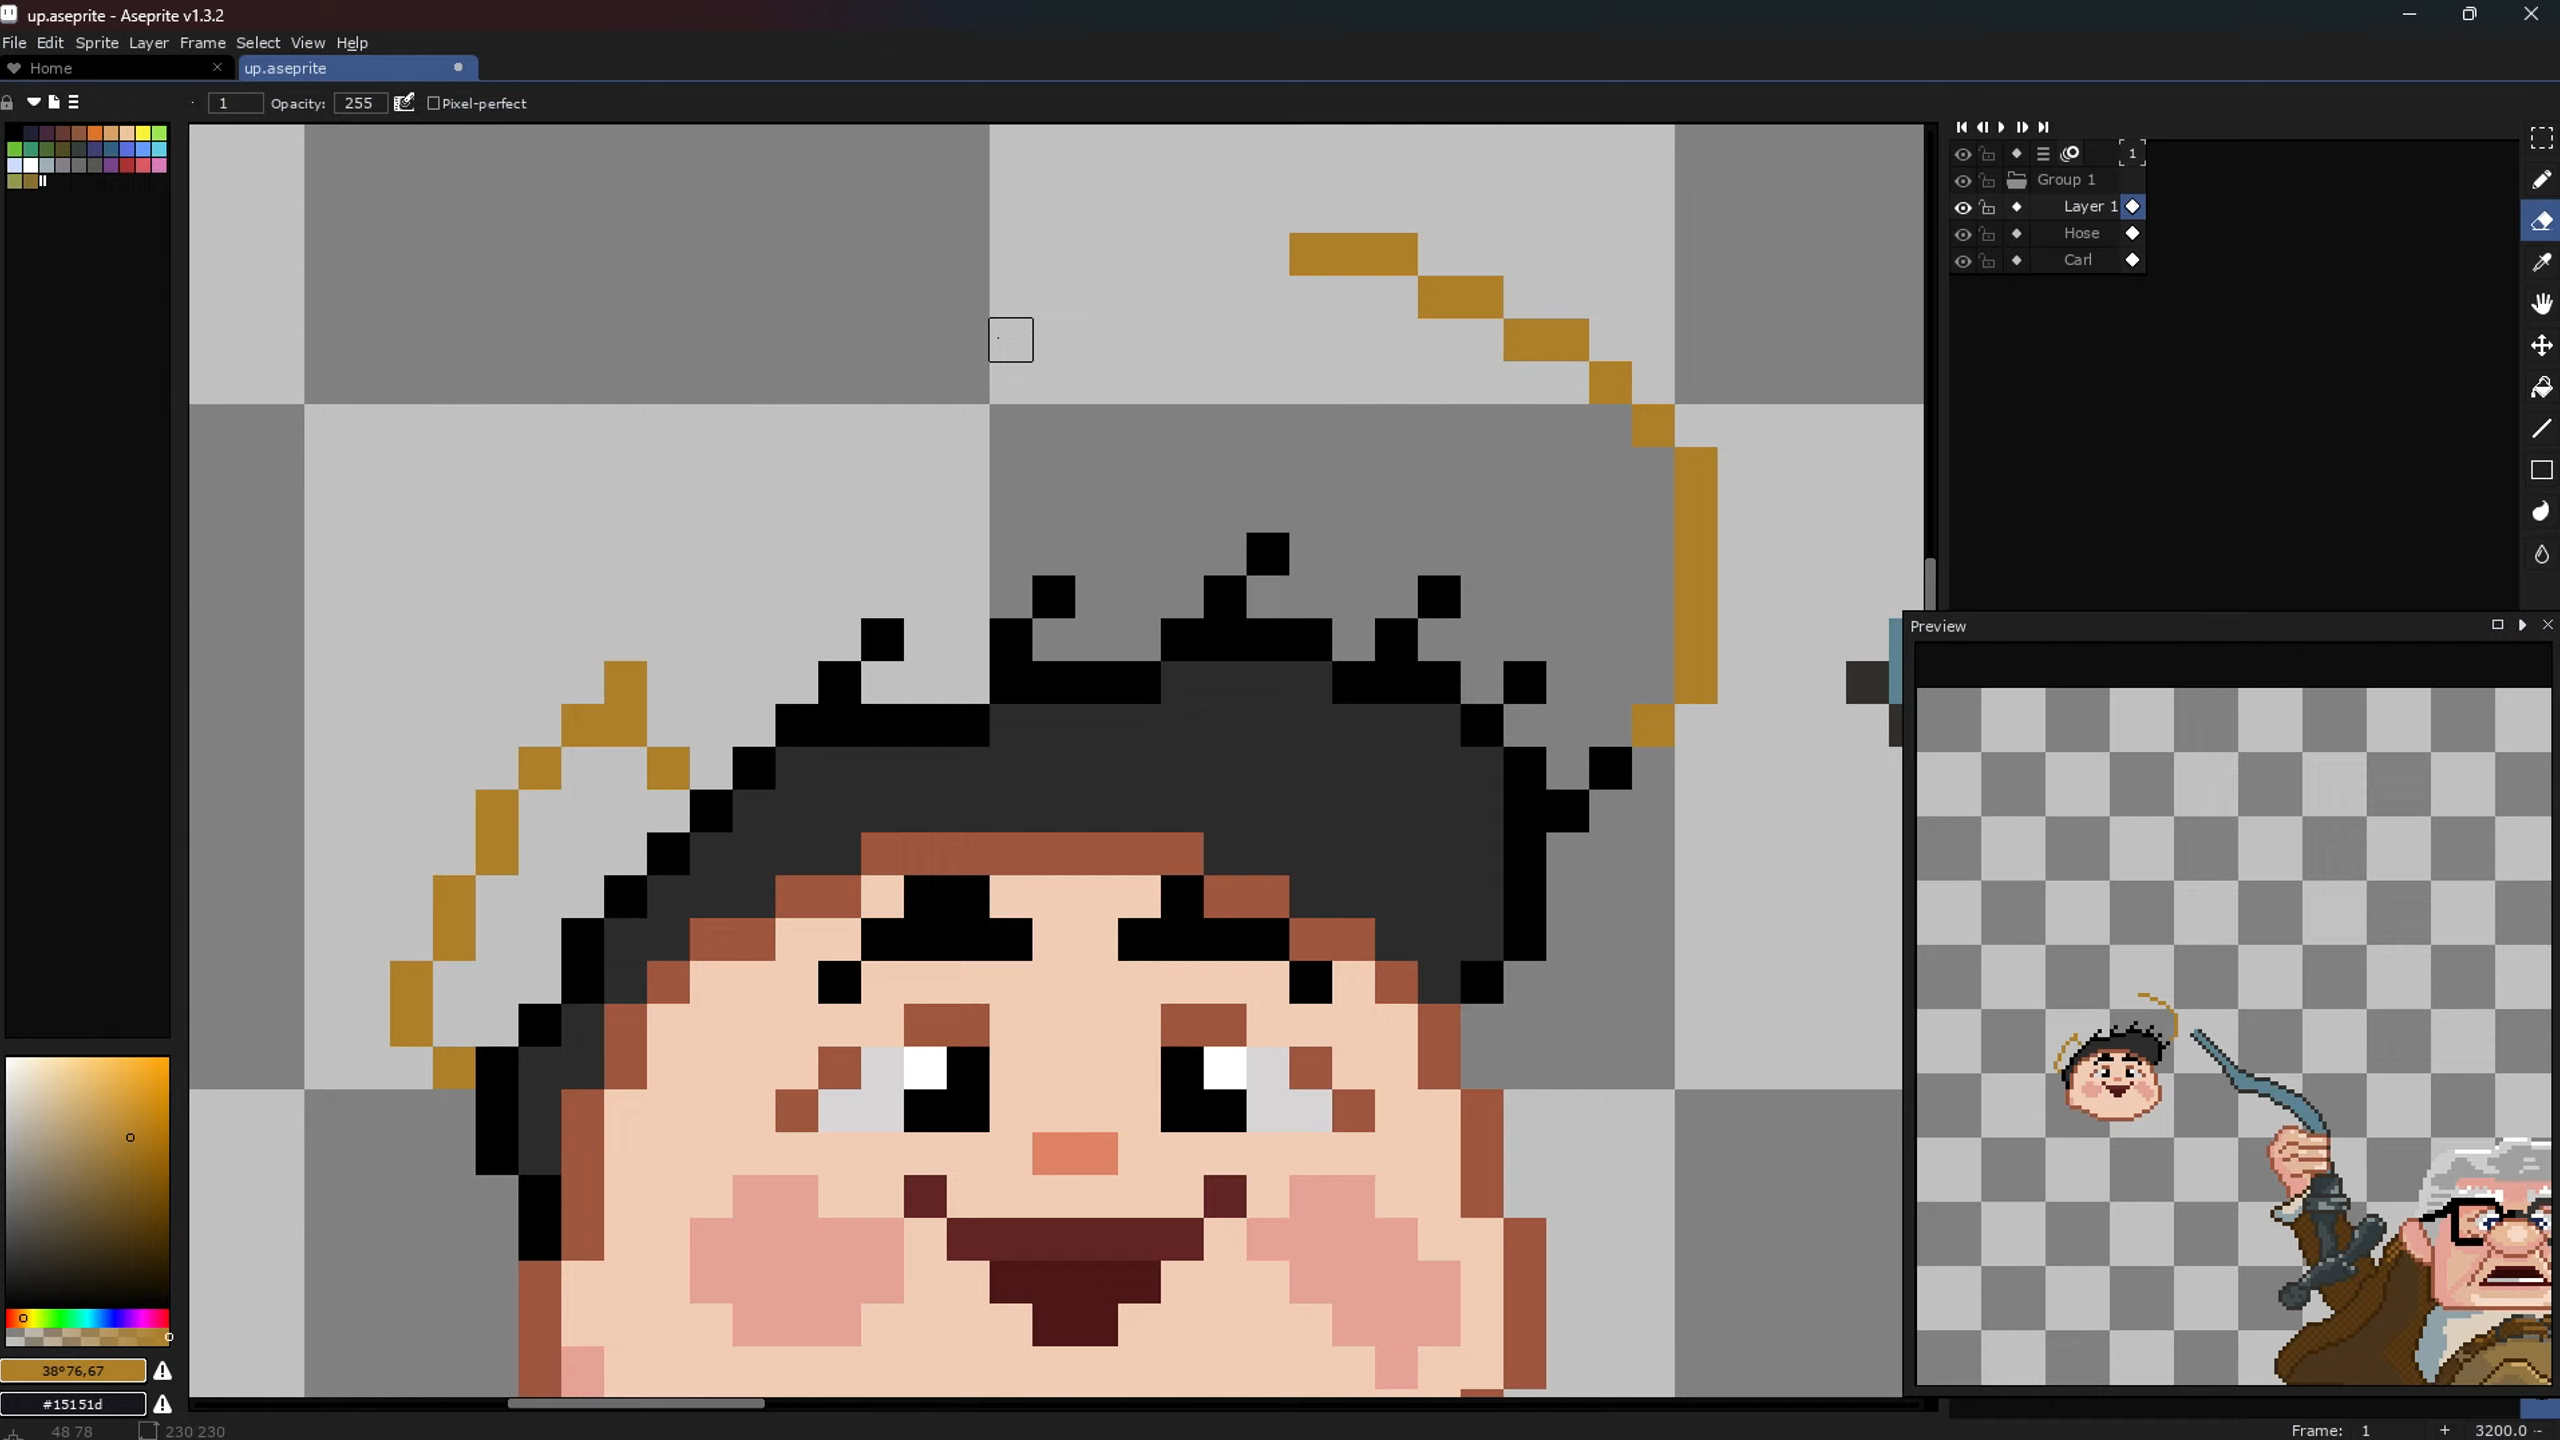 up.aseprite - Aseprite v1.3.2
File Edit Sprite Layer Frame Select View Help
Home
up.aseprite
1 Opacity: 255 Pixel-perfect
1
Group 1
Layer 1
Hose
Carl
Preview
38°76,67
#15151d
48 78 230 230
Frame: 1 + 3200.0